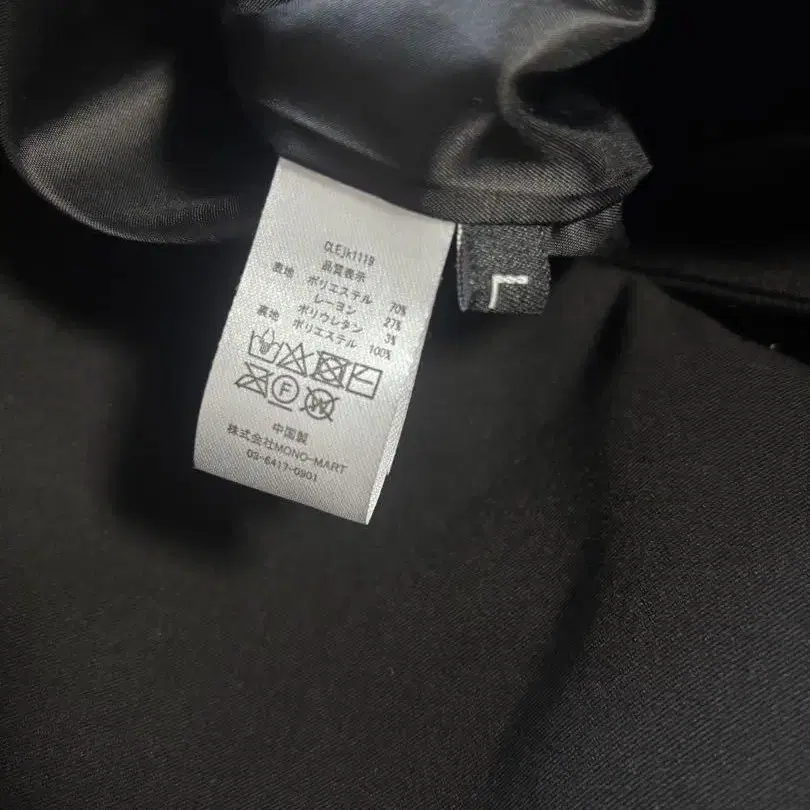 CLEjk1119
品質表示
表地 ポリエステル 70%
レーヨン 27%
ポリウレタン 3%
裏地 ポリエステル 100%
F
W
中国製
株式会社MONO-MART
03-6417-0901
L